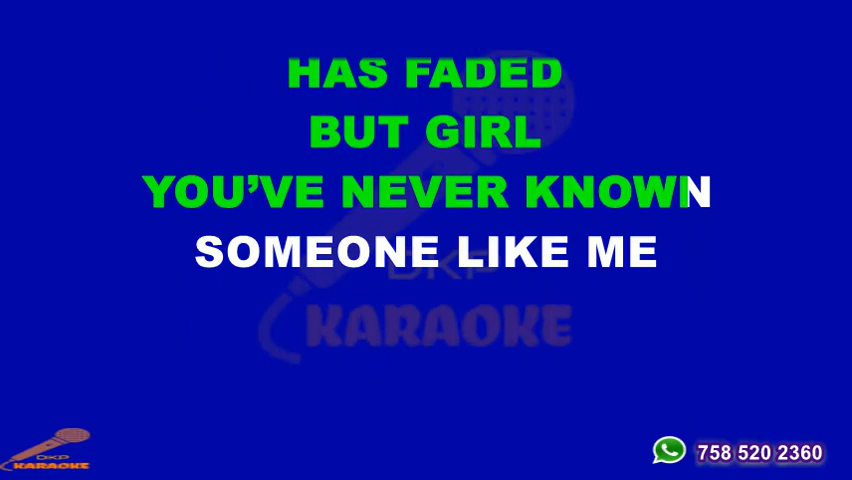 HAS FADED
BUT GIRL
YOU'VE NEVER KNOWN
SOMEONE LIKE ME
DKP
KARAOKE
DKP
KARAOKE
758 520 2360